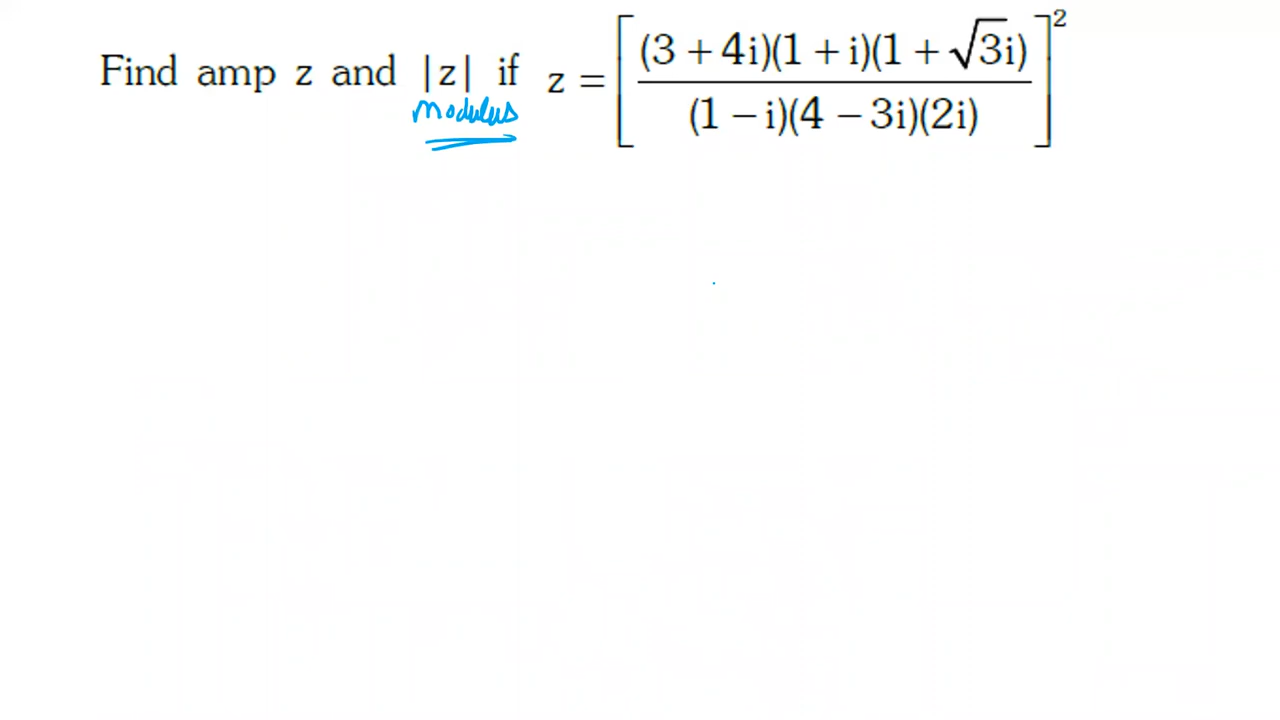 Find amp z and |z| if z = [(3 + 4i)(1 + i)(1 + √3i) / (1 − i)(4 − 3i)(2i)]²
modulus